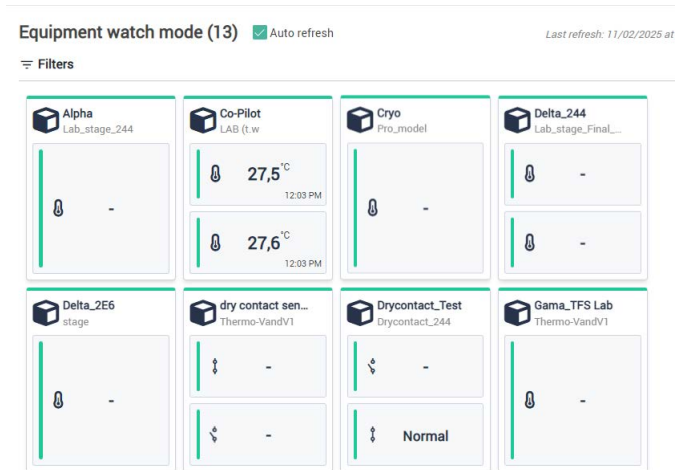 Equipment watch mode (13) Auto refresh Last refresh: 11/02/2025 at
Filters
Alpha
Lab_stage_244
-
Co-Pilot
LAB (t.w
27,5°C
12:03 PM
27,6°C
12:03 PM
Cryo
Pro_model
-
Delta_244
Lab_stage_Final_...
-
-
Delta_2E6
stage
-
dry contact sen...
Thermo-VandV1
-
-
Drycontact_Test
Drycontact_244
-
Normal
Gama_TFS Lab
Thermo-VandV1
-